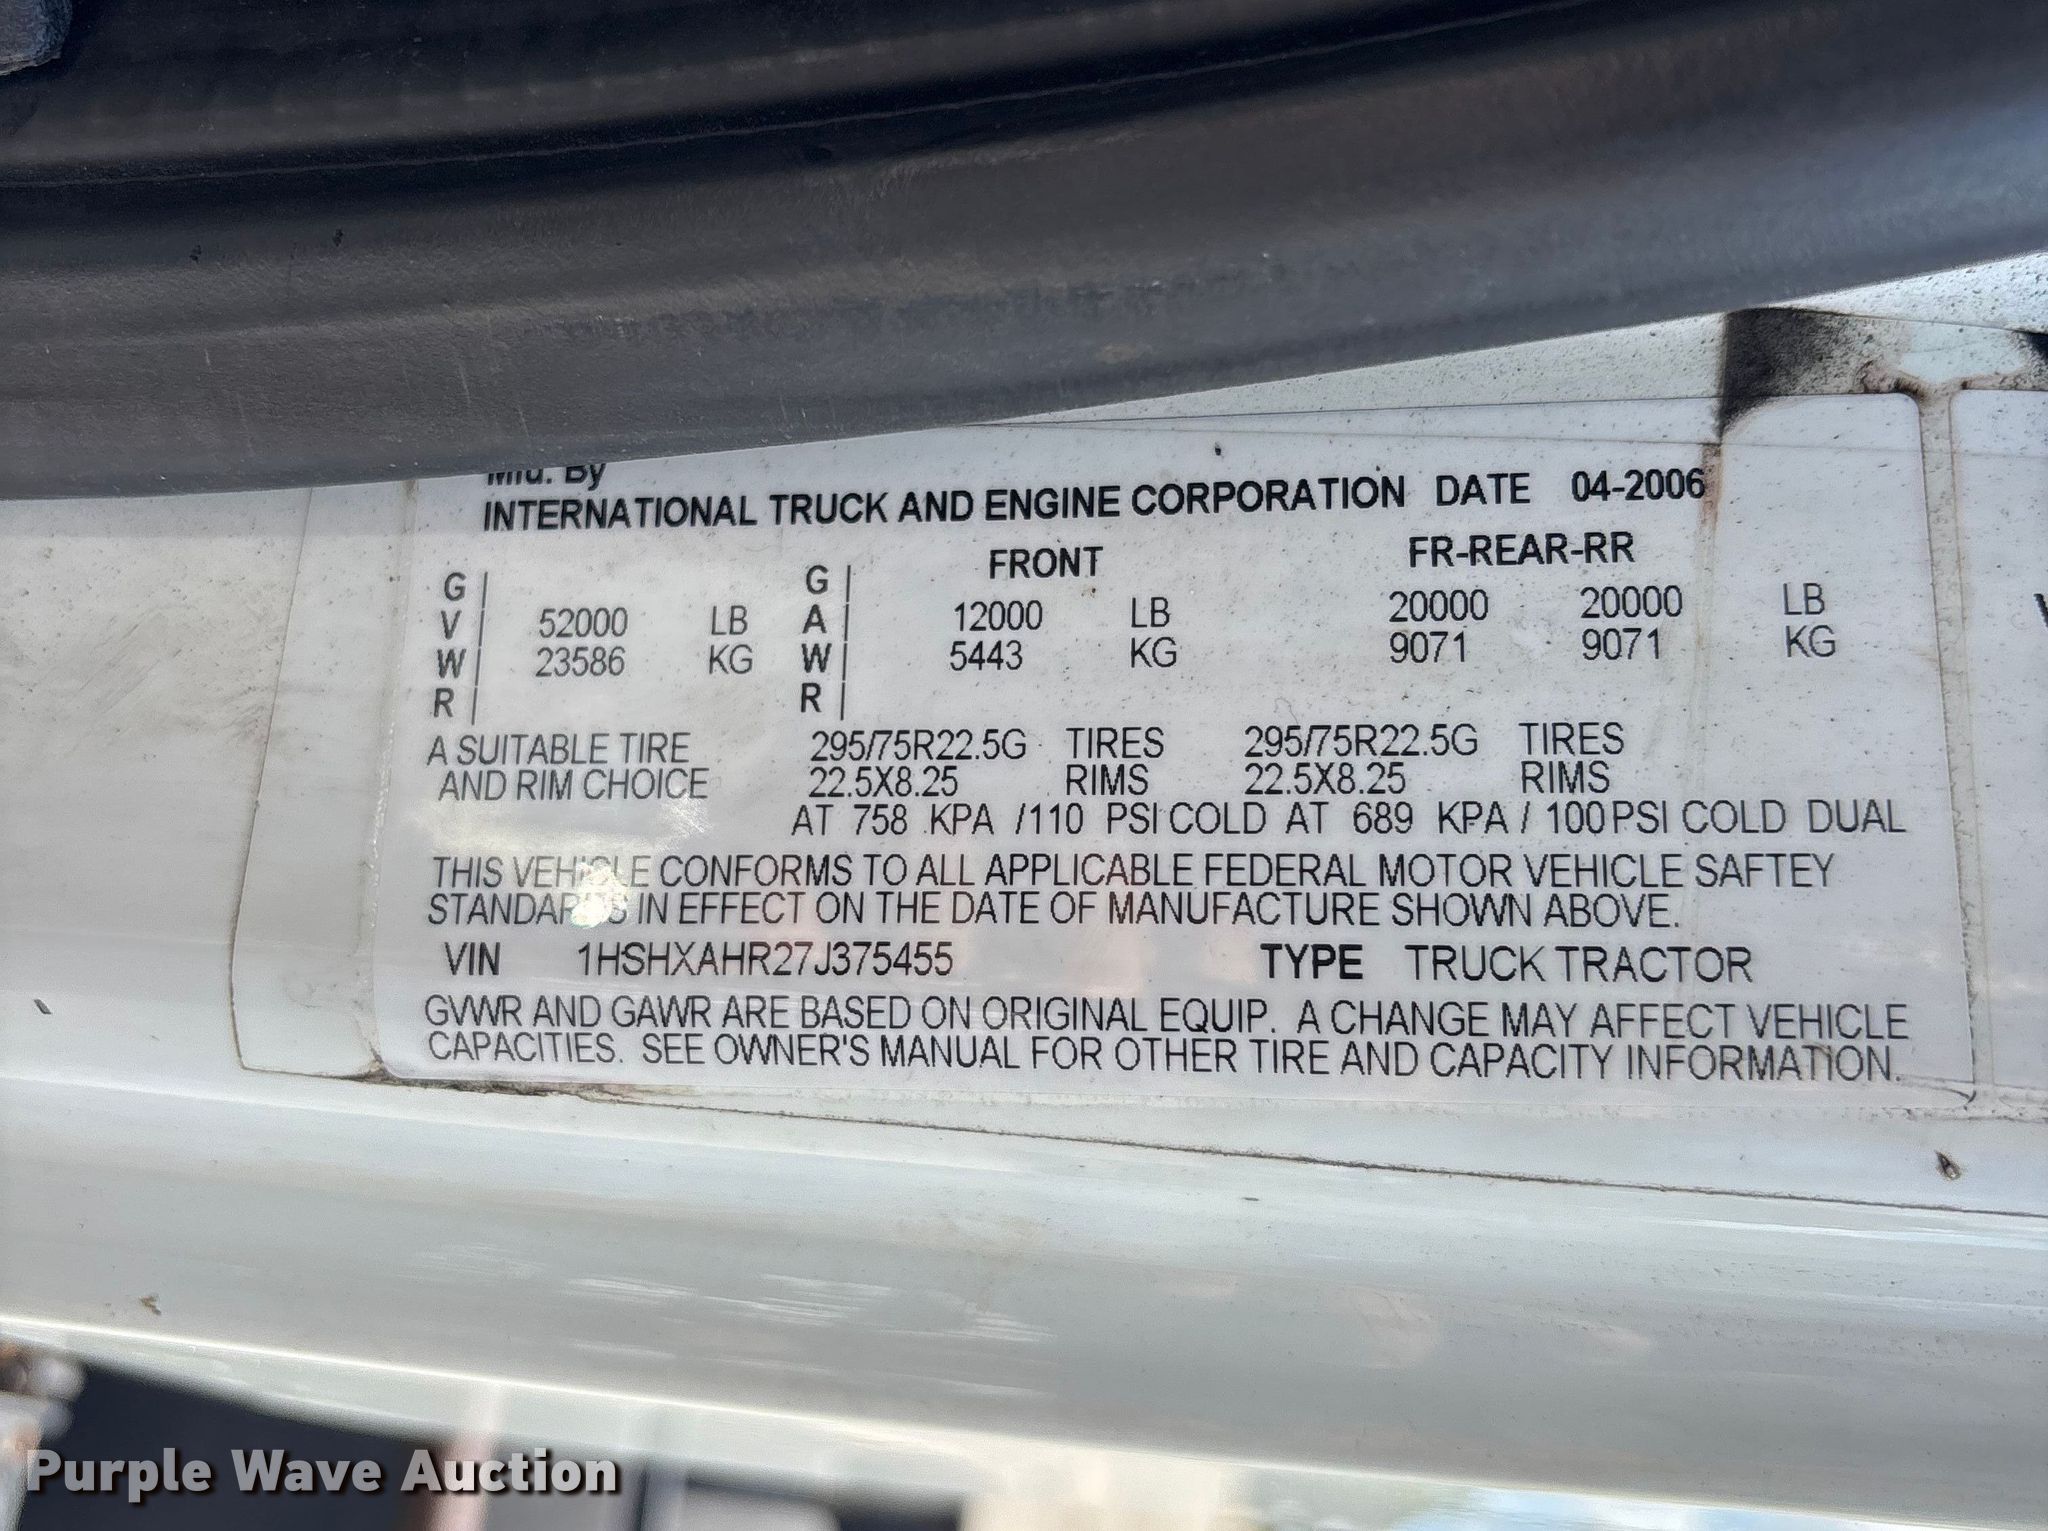 Mfd. By
INTERNATIONAL TRUCK AND ENGINE CORPORATION DATE 04-2006
G FRONT FR-REAR-RR
G
V 52000 LB A 12000 LB 20000 20000 LB
W 23586 KG W 5443 KG 9071 9071 KG
R R
A SUITABLE TIRE 295/75R22.5G TIRES 295/75R22.5G TIRES
AND RIM CHOICE 22.5X8.25 RIMS 22.5X8.25 RIMS
AT 758 KPA /110 PSI COLD AT 689 KPA / 100PSI COLD DUAL
THIS VEHICLE CONFORMS TO ALL APPLICABLE FEDERAL MOTOR VEHICLE SAFTEY
STANDARDS IN EFFECT ON THE DATE OF MANUFACTURE SHOWN ABOVE.
VIN 1HSHXAHR27J375455 TYPE TRUCK TRACTOR
GVWR AND GAWR ARE BASED ON ORIGINAL EQUIP. A CHANGE MAY AFFECT VEHICLE
CAPACITIES. SEE OWNER'S MANUAL FOR OTHER TIRE AND CAPACITY INFORMATION.
Purple Wave Auction